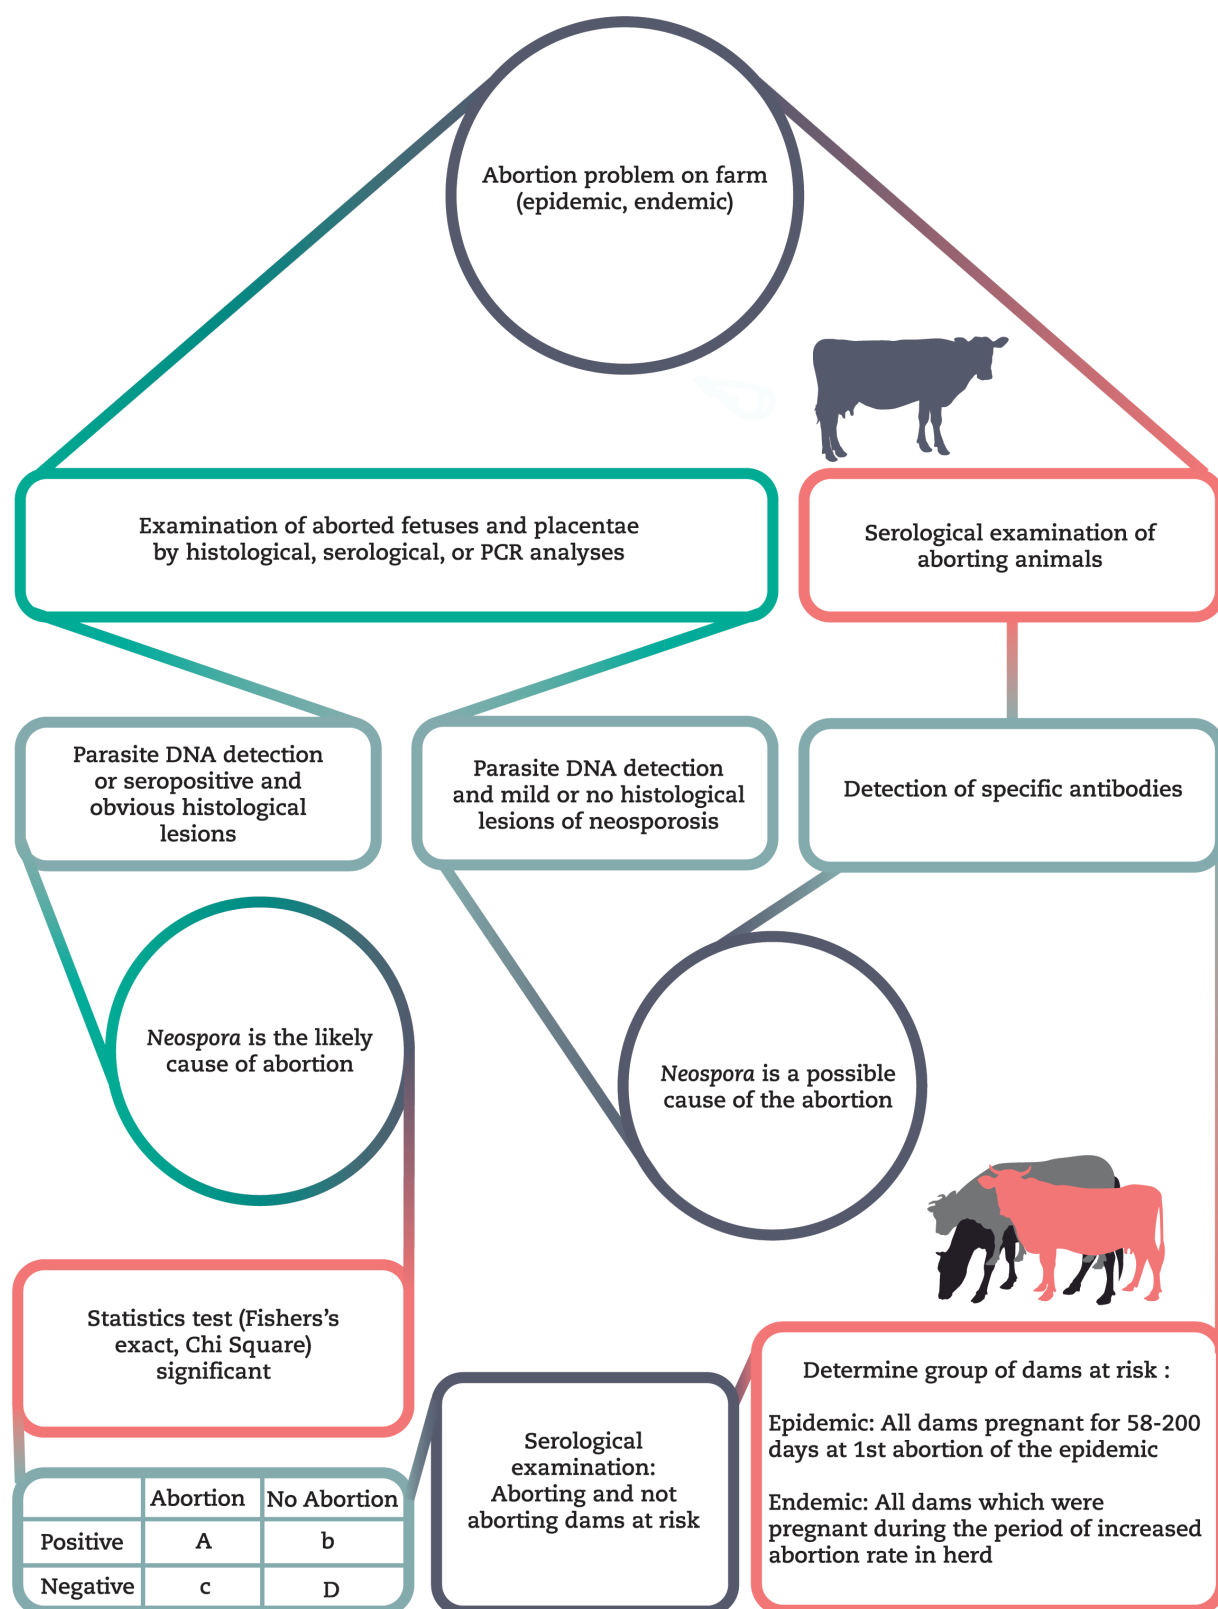 Abortion problem on farm
(epidemic, endemic)
Examination of aborted fetuses and placentae
by histological, serological, or PCR analyses
Serological examination of
aborting animals
Parasite DNA detection
or seropositive and
obvious histological
lesions
Parasite DNA detection
and mild or no histological
lesions of neosporosis
Detection of specific antibodies
Neospora is the likely
cause of abortion
Neospora is a possible
cause of the abortion
Statistics test (Fishers's
exact, Chi Square)
significant
Abortion No Abortion
Positive A b
Negative c D
Serological
examination:
Aborting and not
aborting dams at risk
Determine group of dams at risk :
Epidemic: All dams pregnant for 58-200
days at 1st abortion of the epidemic
Endemic: All dams which were
pregnant during the period of increased
abortion rate in herd